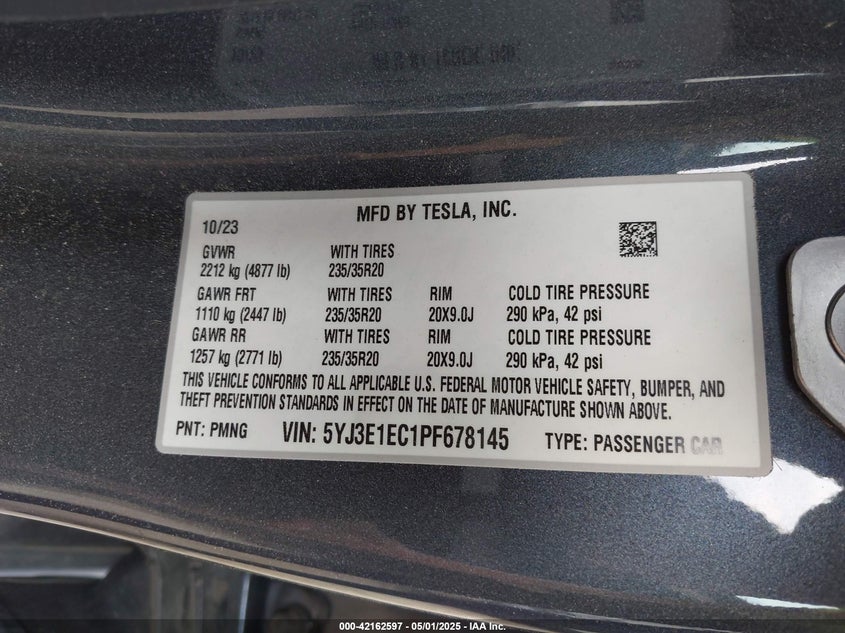 MFD BY TESLA, INC.
10/23
GVWR WITH TIRES
2212 kg (4877 lb) 235/35R20
GAWR FRT WITH TIRES RIM COLD TIRE PRESSURE
1110 kg (2447 lb) 235/35R20 20X9.0J 290 kPa, 42 psi
GAWR RR WITH TIRES RIM COLD TIRE PRESSURE
1257 kg (2771 lb) 235/35R20 20X9.0J 290 kPa, 42 psi
THIS VEHICLE CONFORMS TO ALL APPLICABLE U.S. FEDERAL MOTOR VEHICLE SAFETY, BUMPER, AND
THEFT PREVENTION STANDARDS IN EFFECT ON THE DATE OF MANUFACTURE SHOWN ABOVE.
PNT: PMNG VIN: 5YJ3E1EC1PF678145 TYPE: PASSENGER CAR
000-42162597 - 05/01/2025 - IAA Inc.